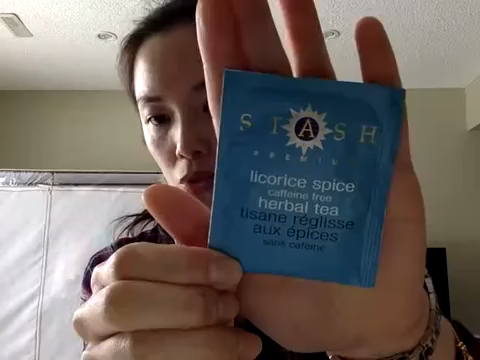 STASH
PREMIUM
licorice spice
caffeine free
herbal tea
tisane réglisse
aux épices
sans caféine